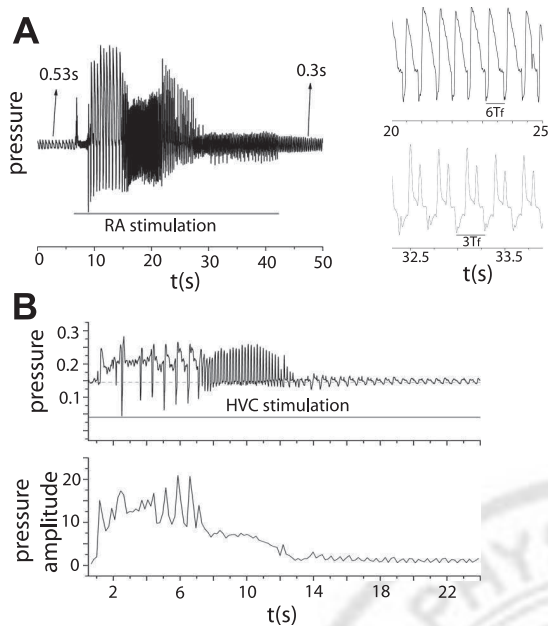 A
pressure
0.53s
0.3s
RA stimulation
0 10 20 30 40 50
t(s)
6Tf
20 25
3Tf
32.5 33.5
t(s)
B
pressure
0.3
0.2
0.1
HVC stimulation
pressure
amplitude
20
10
0
2 6 10 14 18 22
t(s)
PHY